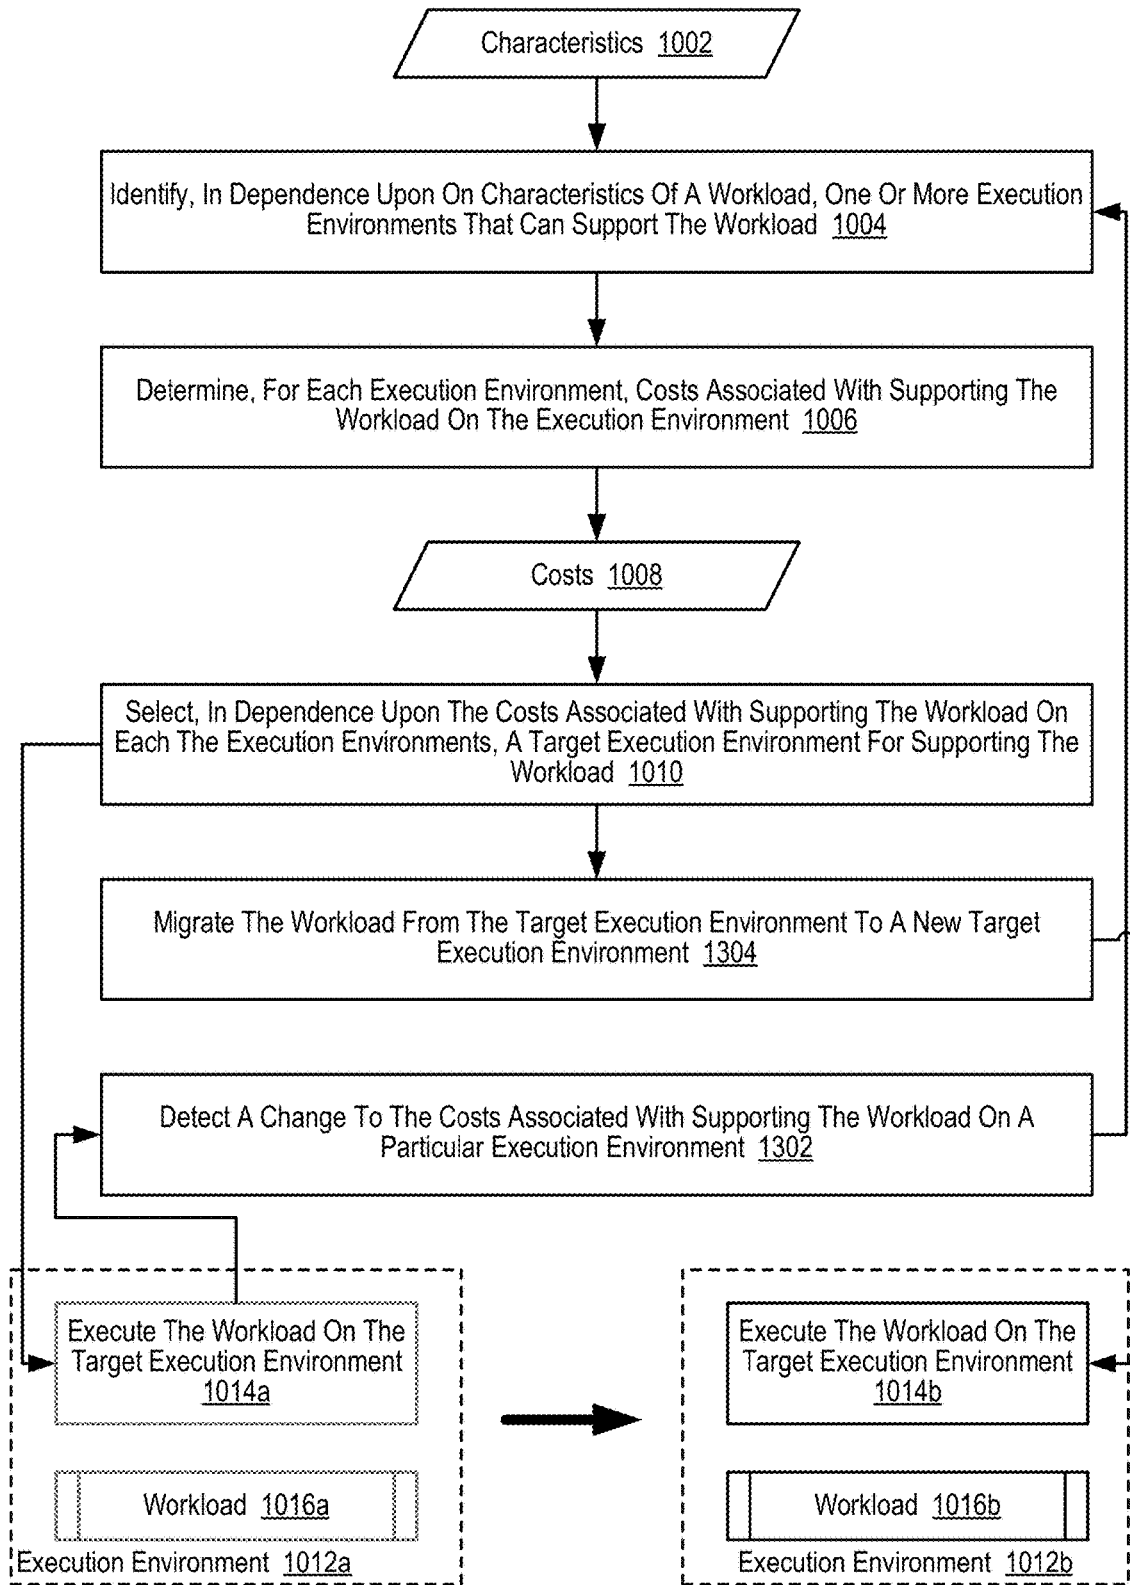 Characteristics 1002
Identify, In Dependence Upon On Characteristics Of A Workload, One Or More Execution
Environments That Can Support The Workload 1004
Determine, For Each Execution Environment, Costs Associated With Supporting The
Workload On The Execution Environment 1006
Costs 1008
Select, In Dependence Upon The Costs Associated With Supporting The Workload On
Each The Execution Environments, A Target Execution Environment For Supporting The
Workload 1010
Migrate The Workload From The Target Execution Environment To A New Target
Execution Environment 1304
Detect A Change To The Costs Associated With Supporting The Workload On A
Particular Execution Environment 1302
Execute The Workload On The
Target Execution Environment
1014a
Workload 1016a
Execution Environment 1012a
Execute The Workload On The
Target Execution Environment
1014b
Workload 1016b
Execution Environment 1012b